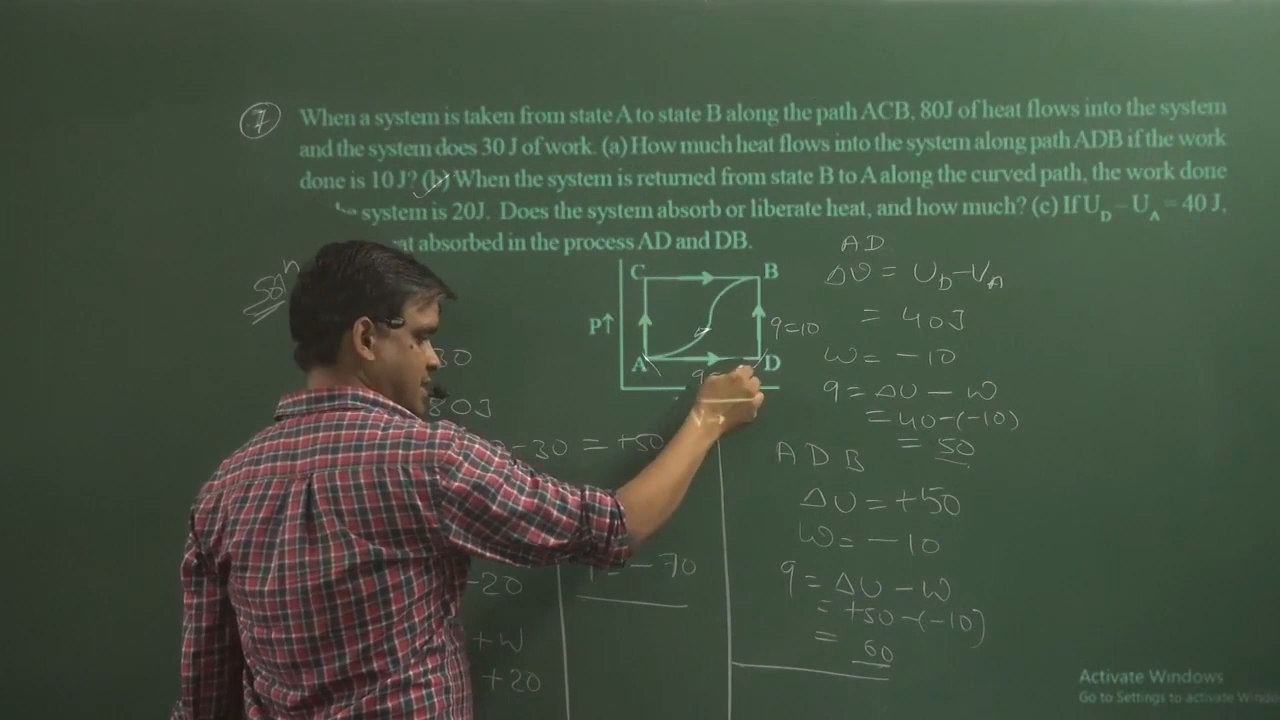 7
When a system is taken from state A to state B along the path ACB, 80J of heat flows into the system
and the system does 30 J of work. (a) How much heat flows into the system along path ADB if the work
done is 10 J? (b) When the system is returned from state B to A along the curved path, the work done
system is 20J. Does the system absorb or liberate heat, and how much? (c) If U_D – U_A = 40 J,
absorbed in the process AD and DB.
Solⁿ
C
B
P↑
A
D
q=10
30
80J
-30 = +50
= -70
-20
+W
+20
AD
ΔU = U_D-U_A
= 40J
W = -10
q = ΔU - W
= 40-(-10)
= 50
ADB
ΔU = +50
W = -10
q = ΔU - W
= +50-(-10)
= 60
Activate Windows
Go to Settings to activate Windo